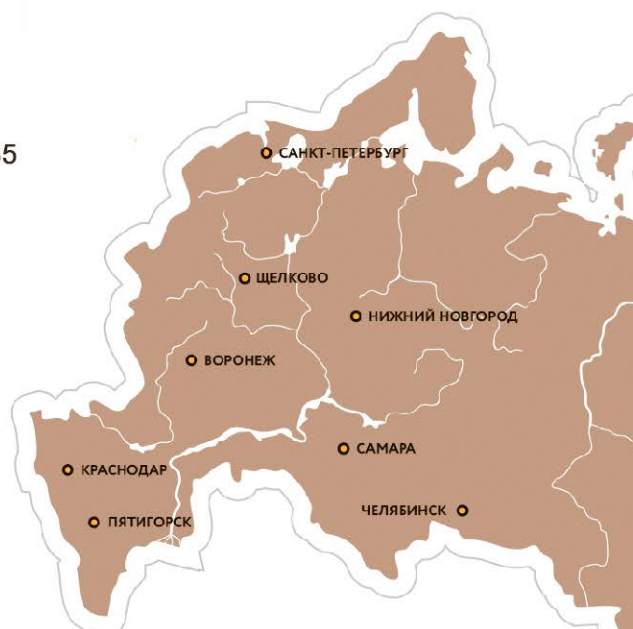 5
САНКТ-ПЕТЕРБУРГ
ЩЕЛКОВО
НИЖНИЙ НОВГОРОД
ВОРОНЕЖ
САМАРА
КРАСНОДАР
ЧЕЛЯБИНСК
ПЯТИГОРСК